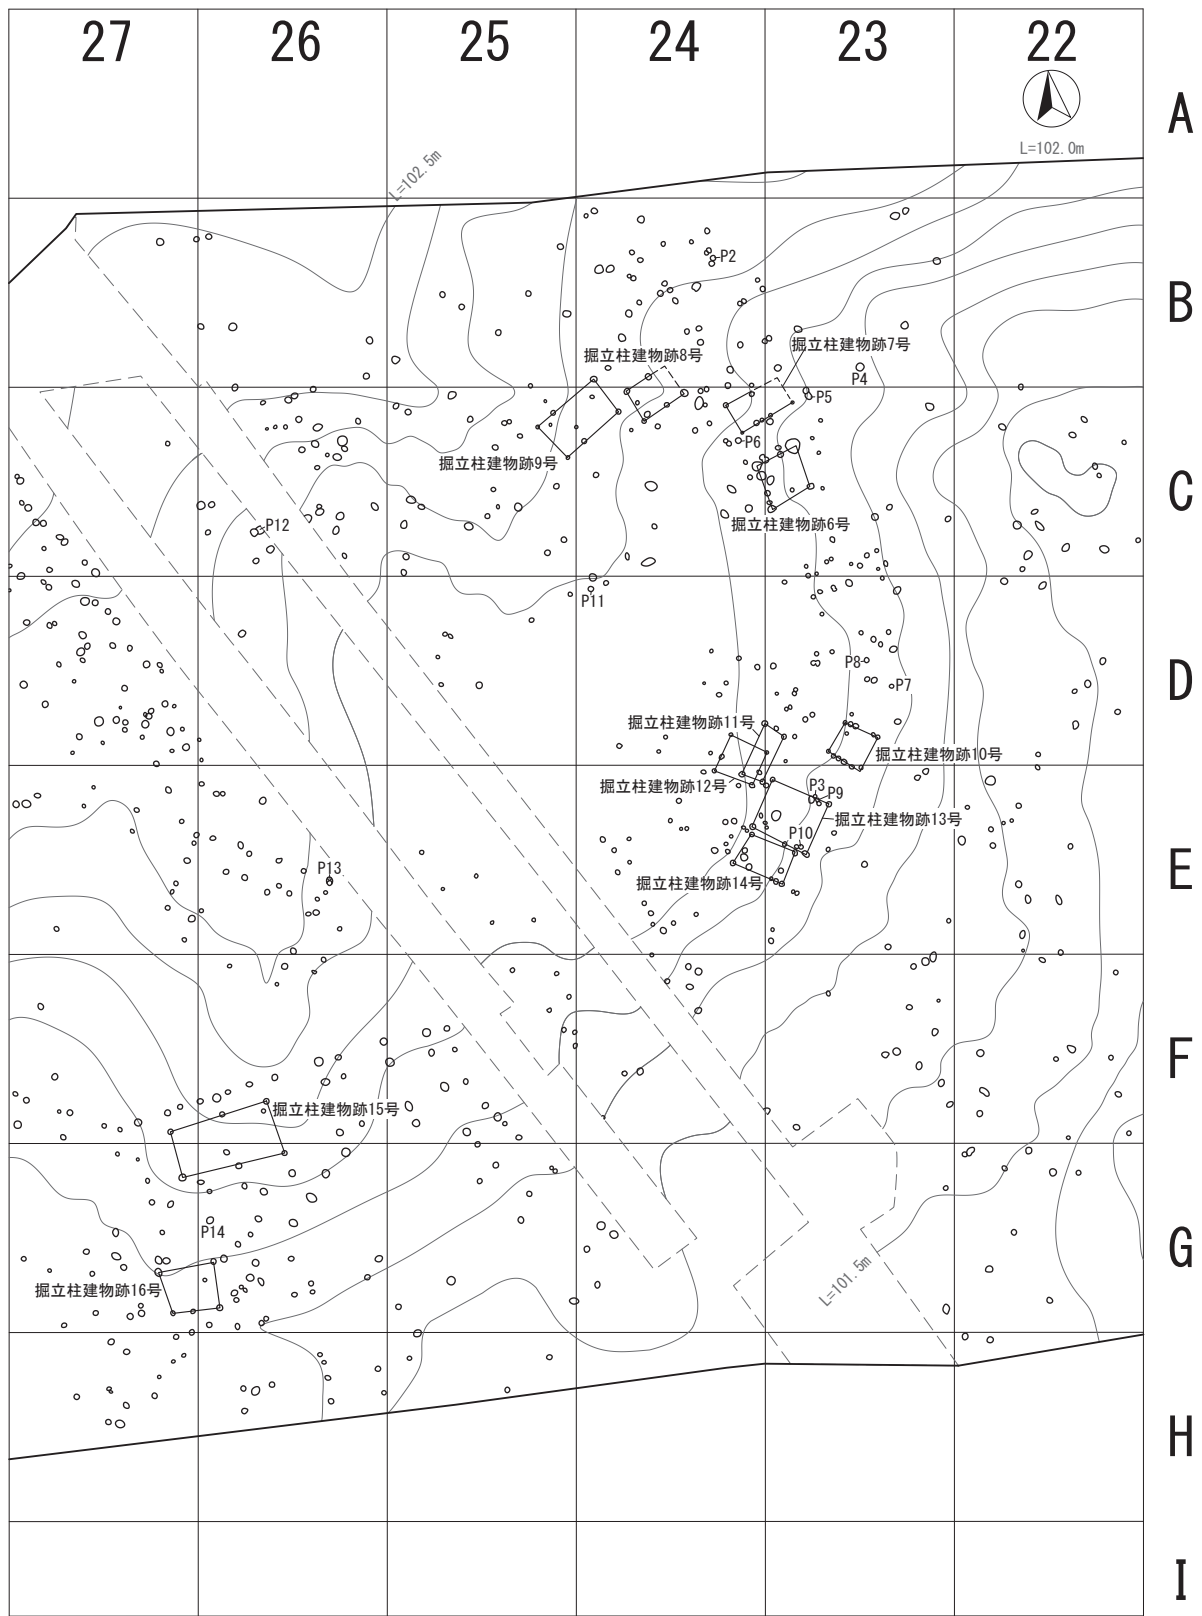 27 26 25 24 23 22
A
L=102.0m
L=102.5m
P2
B
掘立柱建物跡7号
掘立柱建物跡8号
P4
P5
P6
掘立柱建物跡9号
C
掘立柱建物跡6号
P12
P11
P8
P7
D
掘立柱建物跡11号
掘立柱建物跡10号
掘立柱建物跡12号
P3
P9
掘立柱建物跡13号
P10
P13
E
掘立柱建物跡14号
F
掘立柱建物跡15号
P14
G
掘立柱建物跡16号
L=101.5m
H
I